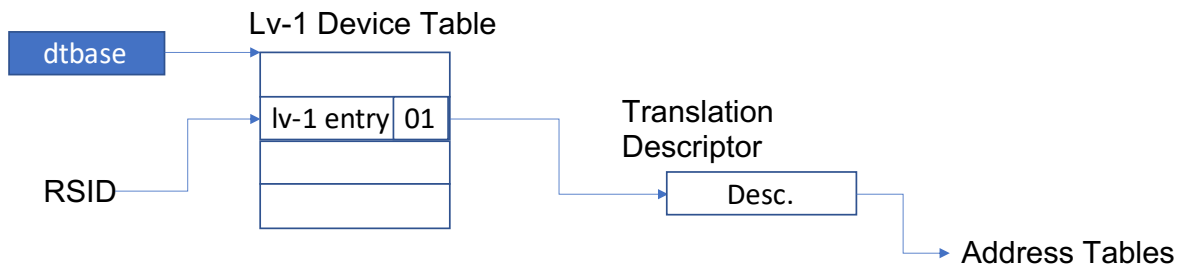 Lv-1 Device Table
dtbase
lv-1 entry 01
Translation
Descriptor
RSID
Desc.
Address Tables